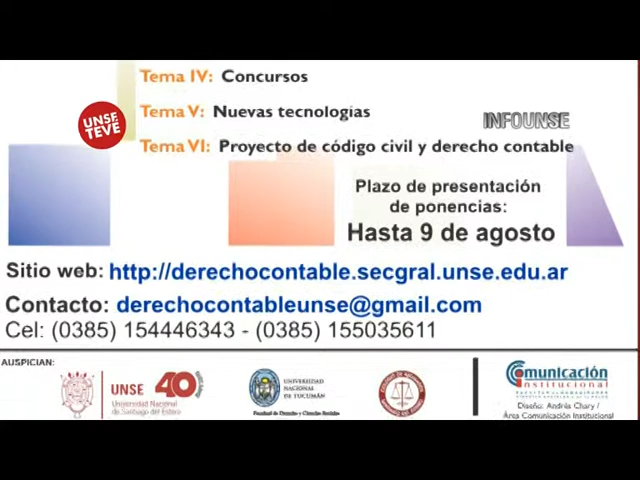 Tema IV: Concursos
UNSE
TEVE
Tema V: Nuevas tecnologías
INFOUNSE
Tema VI: Proyecto de código civil y derecho contable
Plazo de presentación
de ponencias:
Hasta 9 de agosto
Sitio web: http://derechocontable.secgral.unse.edu.ar
Contacto: derechocontableunse@gmail.com
Cel: (0385) 154446343 - (0385) 155035611
AUSPICIAN:
UNSE 40
Universidad Nacional
de Santiago del Estero
UNIVERSIDAD
NACIONAL
DE TUCUMÁN
Facultad de Derecho y Ciencias Sociales
Comunicación
institucional
Diseño: Andrés Chary /
Área Comunicación Institucional